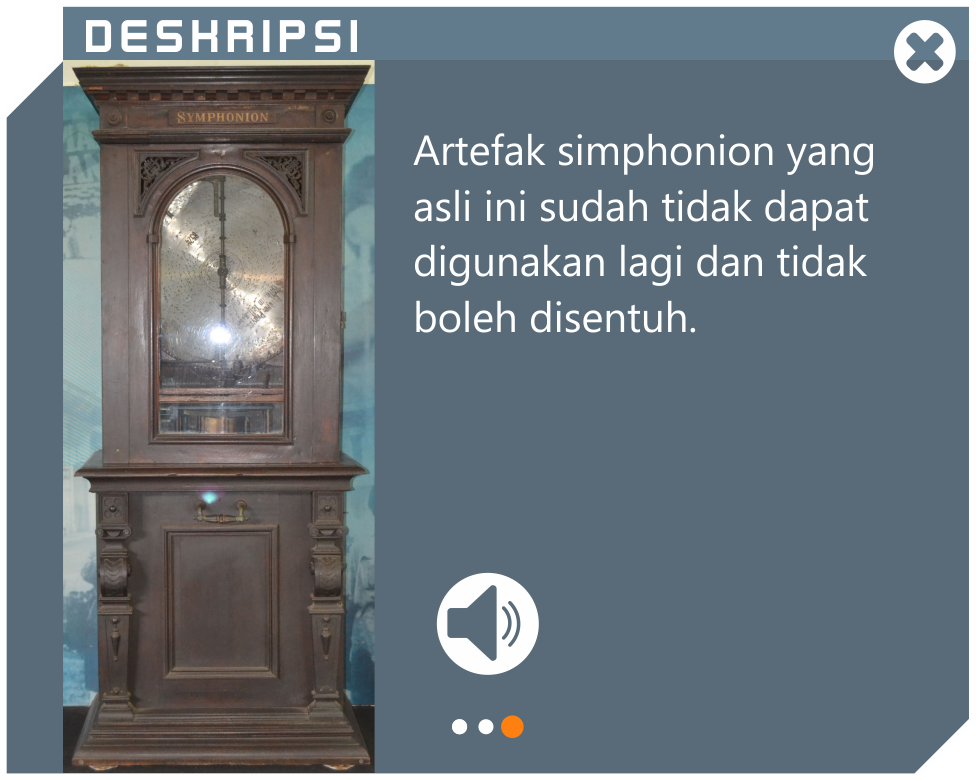 DESKRIPSI
SYMPHONION
Artefak simphonion yang
asli ini sudah tidak dapat
digunakan lagi dan tidak
boleh disentuh.